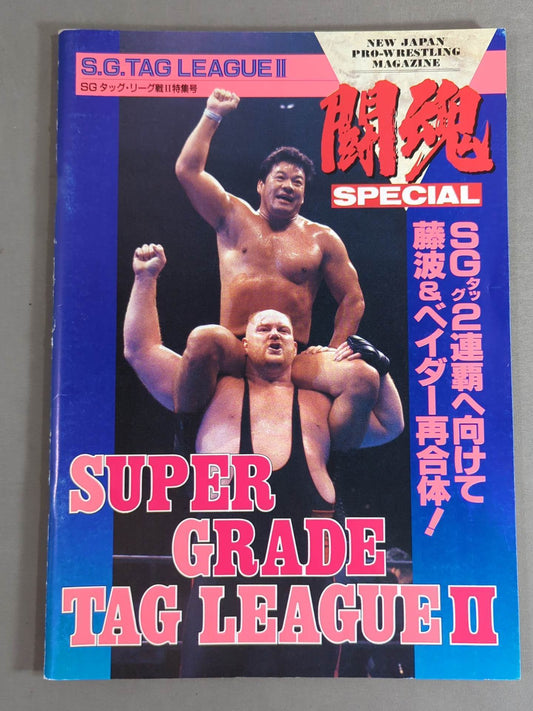 NEW JAPAN
PRO-WRESTLING
MAGAZINE
S.G.TAG LEAGUE II
SG タッグ・リーグ戦II特集号
闘魂
SPECIAL
SGタッグ2連覇へ向けて
藤波&ベイダー再合体!
SUPER
GRADE
TAG LEAGUE II